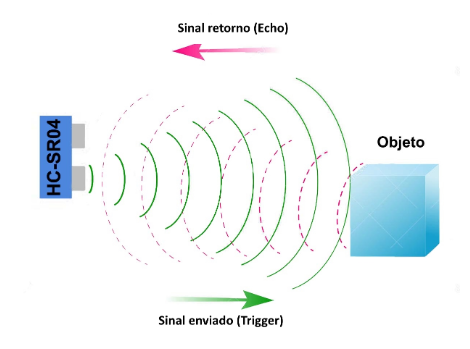 Sinal retorno (Echo)
HC-SR04
Objeto
Sinal enviado (Trigger)